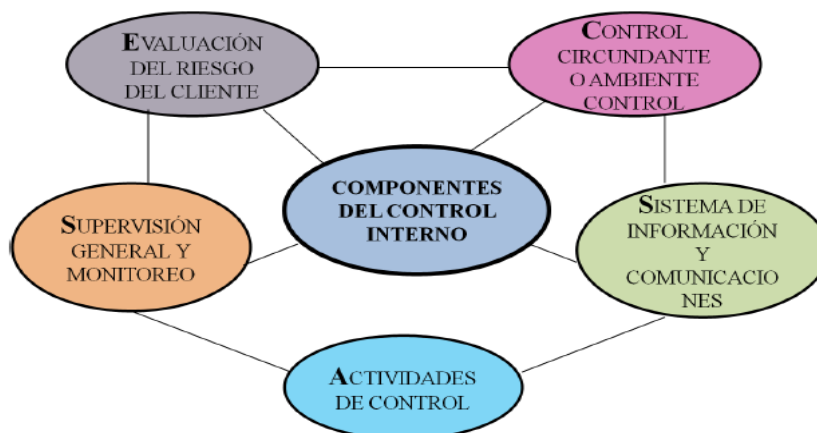 EVALUACIÓN
DEL RIESGO
DEL CLIENTE
CONTROL
CIRCUNDANTE
O AMBIENTE
CONTROL
COMPONENTES
DEL CONTROL
INTERNO
SUPERVISIÓN
GENERAL Y
MONITOREO
SISTEMA DE
INFORMACIÓN
Y
COMUNICACIO
NES
ACTIVIDADES
DE CONTROL